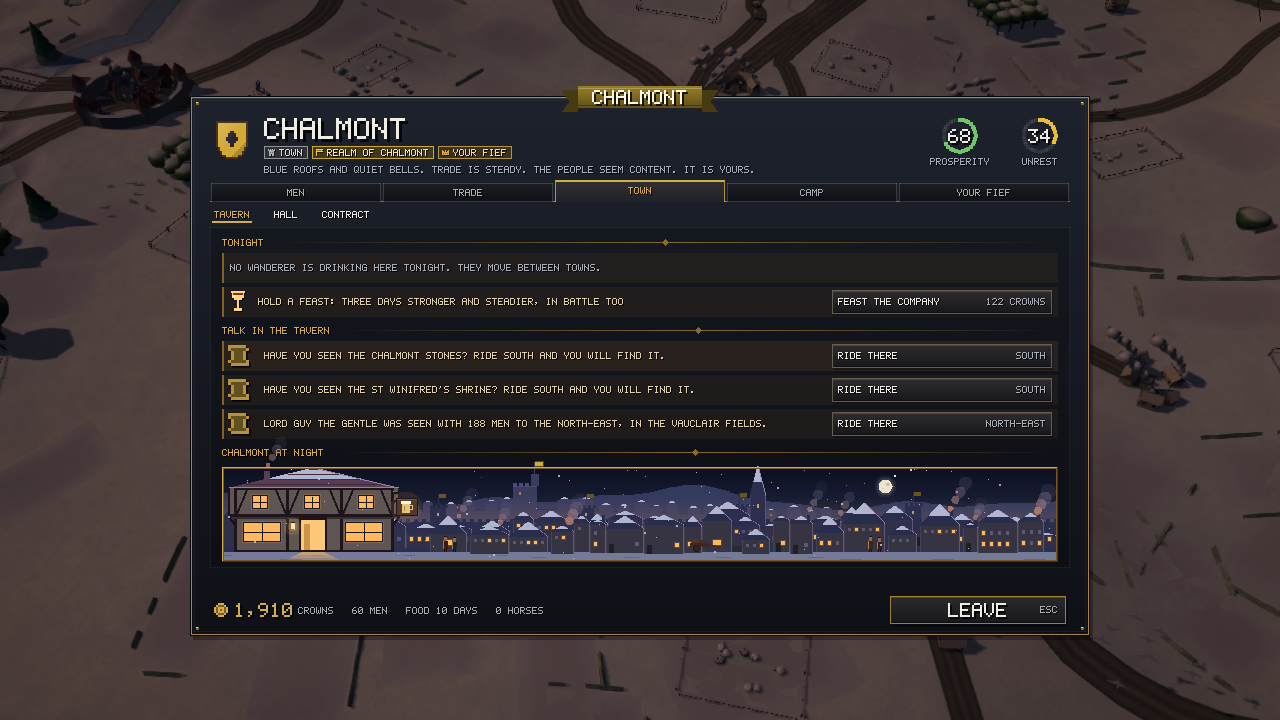 CHALMONT
CHALMONT
TOWN REALM OF CHALMONT YOUR FIEF
BLUE ROOFS AND QUIET BELLS. TRADE IS STEADY. THE PEOPLE SEEM CONTENT. IT IS YOURS.
68 34
PROSPERITY UNREST
MEN TRADE TOWN CAMP YOUR FIEF
TAVERN HALL CONTRACT
TONIGHT
NO WANDERER IS DRINKING HERE TONIGHT. THEY MOVE BETWEEN TOWNS.
HOLD A FEAST: THREE DAYS STRONGER AND STEADIER, IN BATTLE TOO FEAST THE COMPANY 122 CROWNS
TALK IN THE TAVERN
HAVE YOU SEEN THE CHALMONT STONES? RIDE SOUTH AND YOU WILL FIND IT. RIDE THERE SOUTH
HAVE YOU SEEN THE ST WINIFRED'S SHRINE? RIDE SOUTH AND YOU WILL FIND IT. RIDE THERE SOUTH
LORD GUY THE GENTLE WAS SEEN WITH 188 MEN TO THE NORTH-EAST, IN THE VAUCLAIR FIELDS. RIDE THERE NORTH-EAST
CHALMONT AT NIGHT
1,910 CROWNS 60 MEN FOOD 10 DAYS 0 HORSES LEAVE ESC